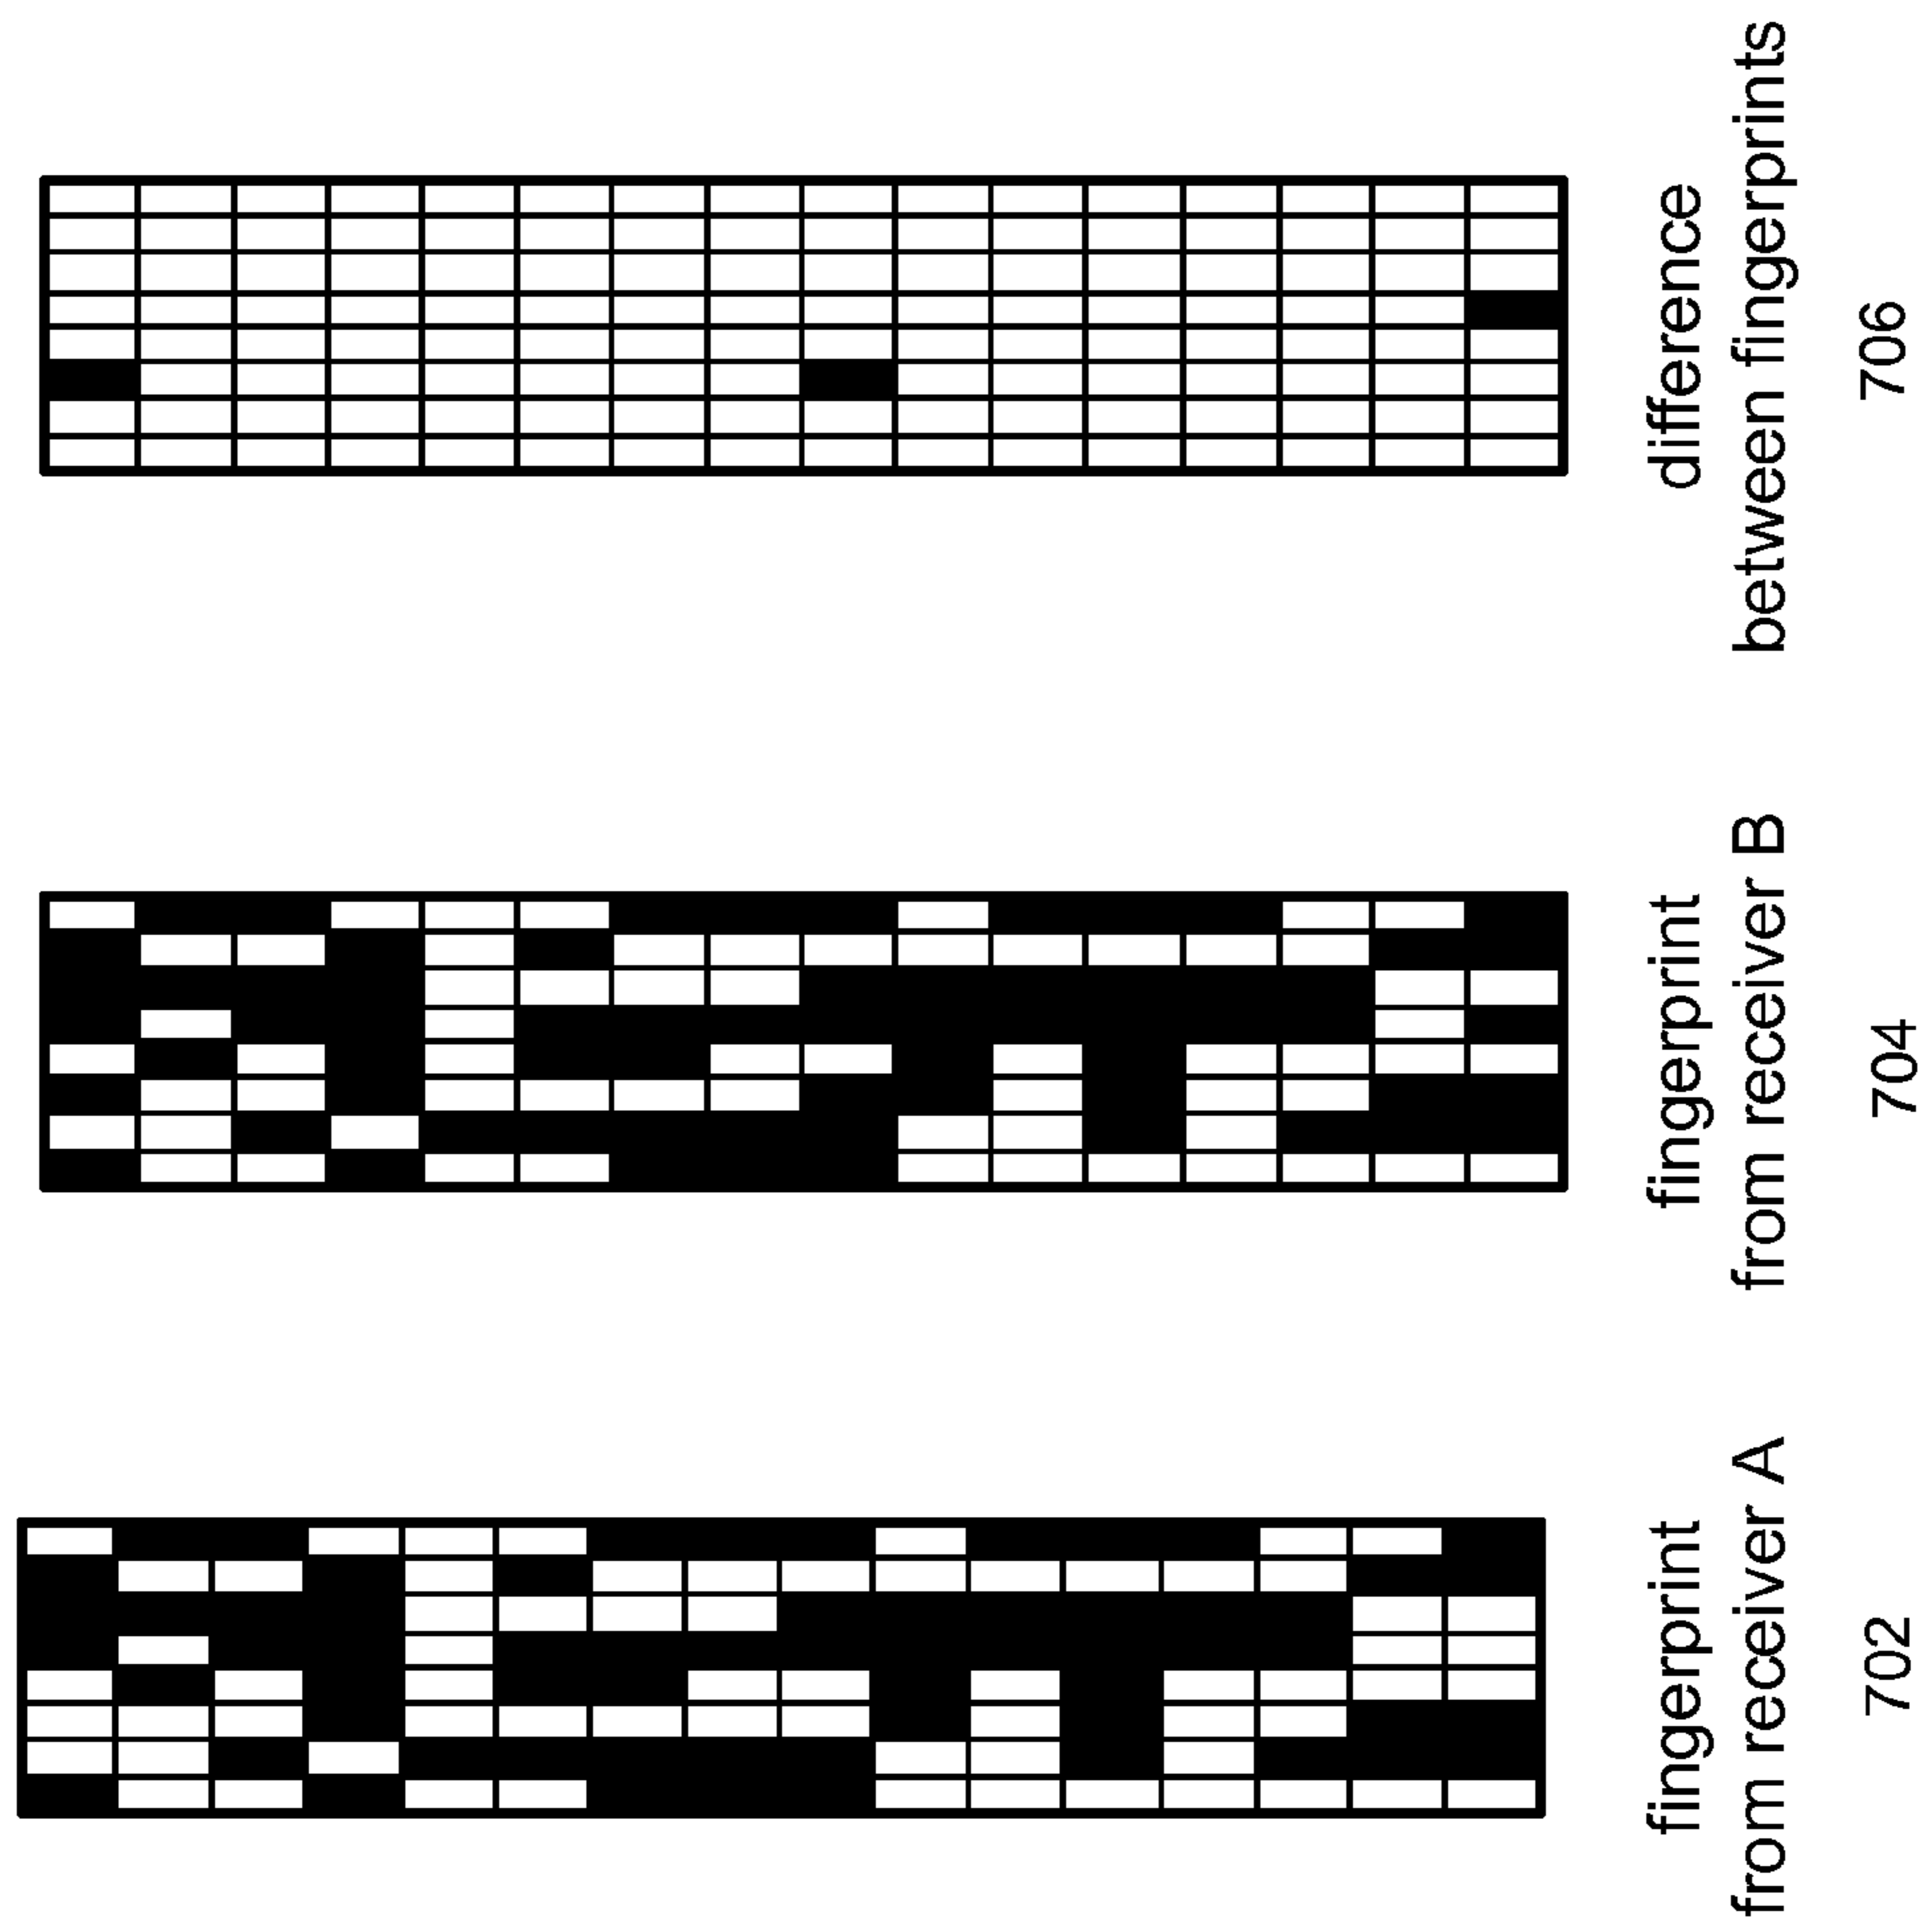 fingerprint
from receiver A
702
fingerprint
from receiver B
704
difference
between fingerprints
706